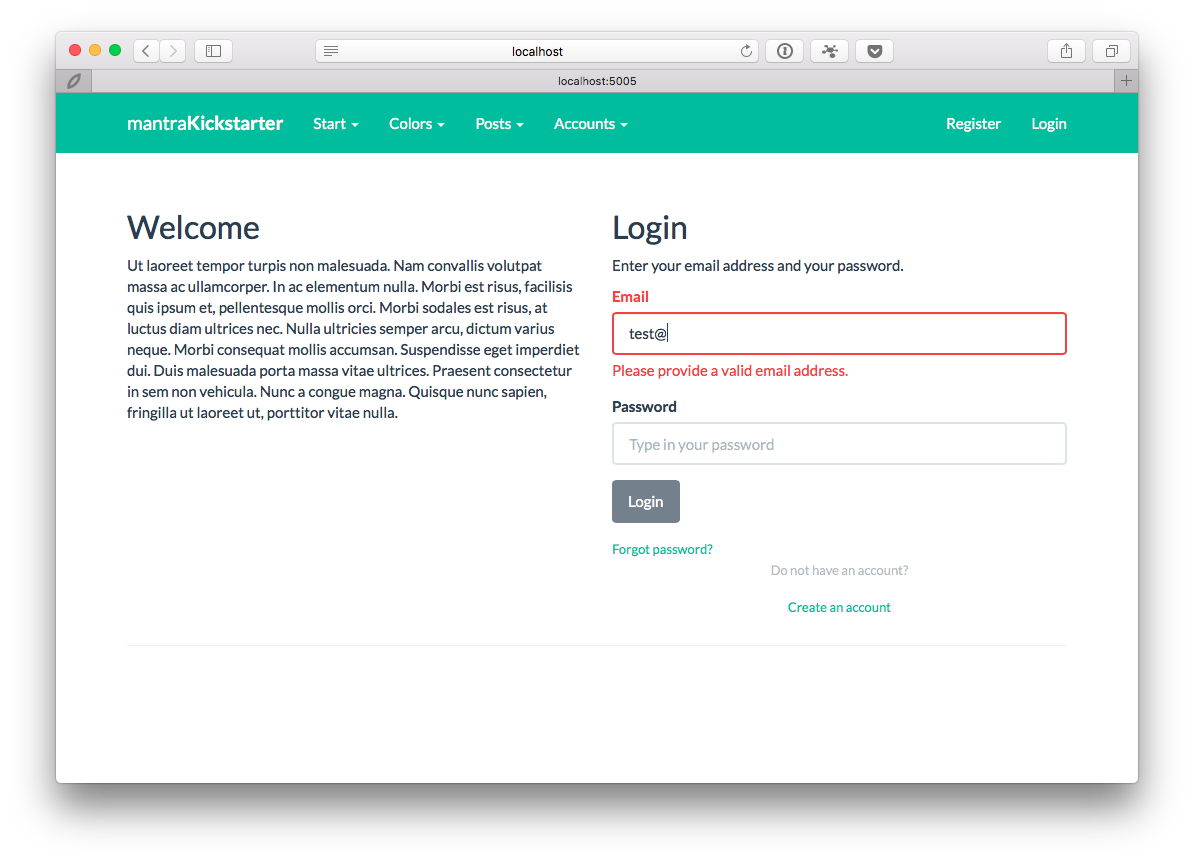 localhost
localhost:5005
mantraKickstarter Start Colors Posts Accounts Register Login
Welcome
Ut laoreet tempor turpis non malesuada. Nam convallis volutpat
massa ac ullamcorper. In ac elementum nulla. Morbi est risus, facilisis
quis ipsum et, pellentesque mollis orci. Morbi sodales est risus, at
luctus diam ultrices nec. Nulla ultricies semper arcu, dictum varius
neque. Morbi consequat mollis accumsan. Suspendisse eget imperdiet
dui. Duis malesuada porta massa vitae ultrices. Praesent consectetur
in sem non vehicula. Nunc a congue magna. Quisque nunc sapien,
fringilla ut laoreet ut, porttitor vitae nulla.
Login
Enter your email address and your password.
Email
test@
Please provide a valid email address.
Password
Type in your password
Login
Forgot password?
Do not have an account?
Create an account